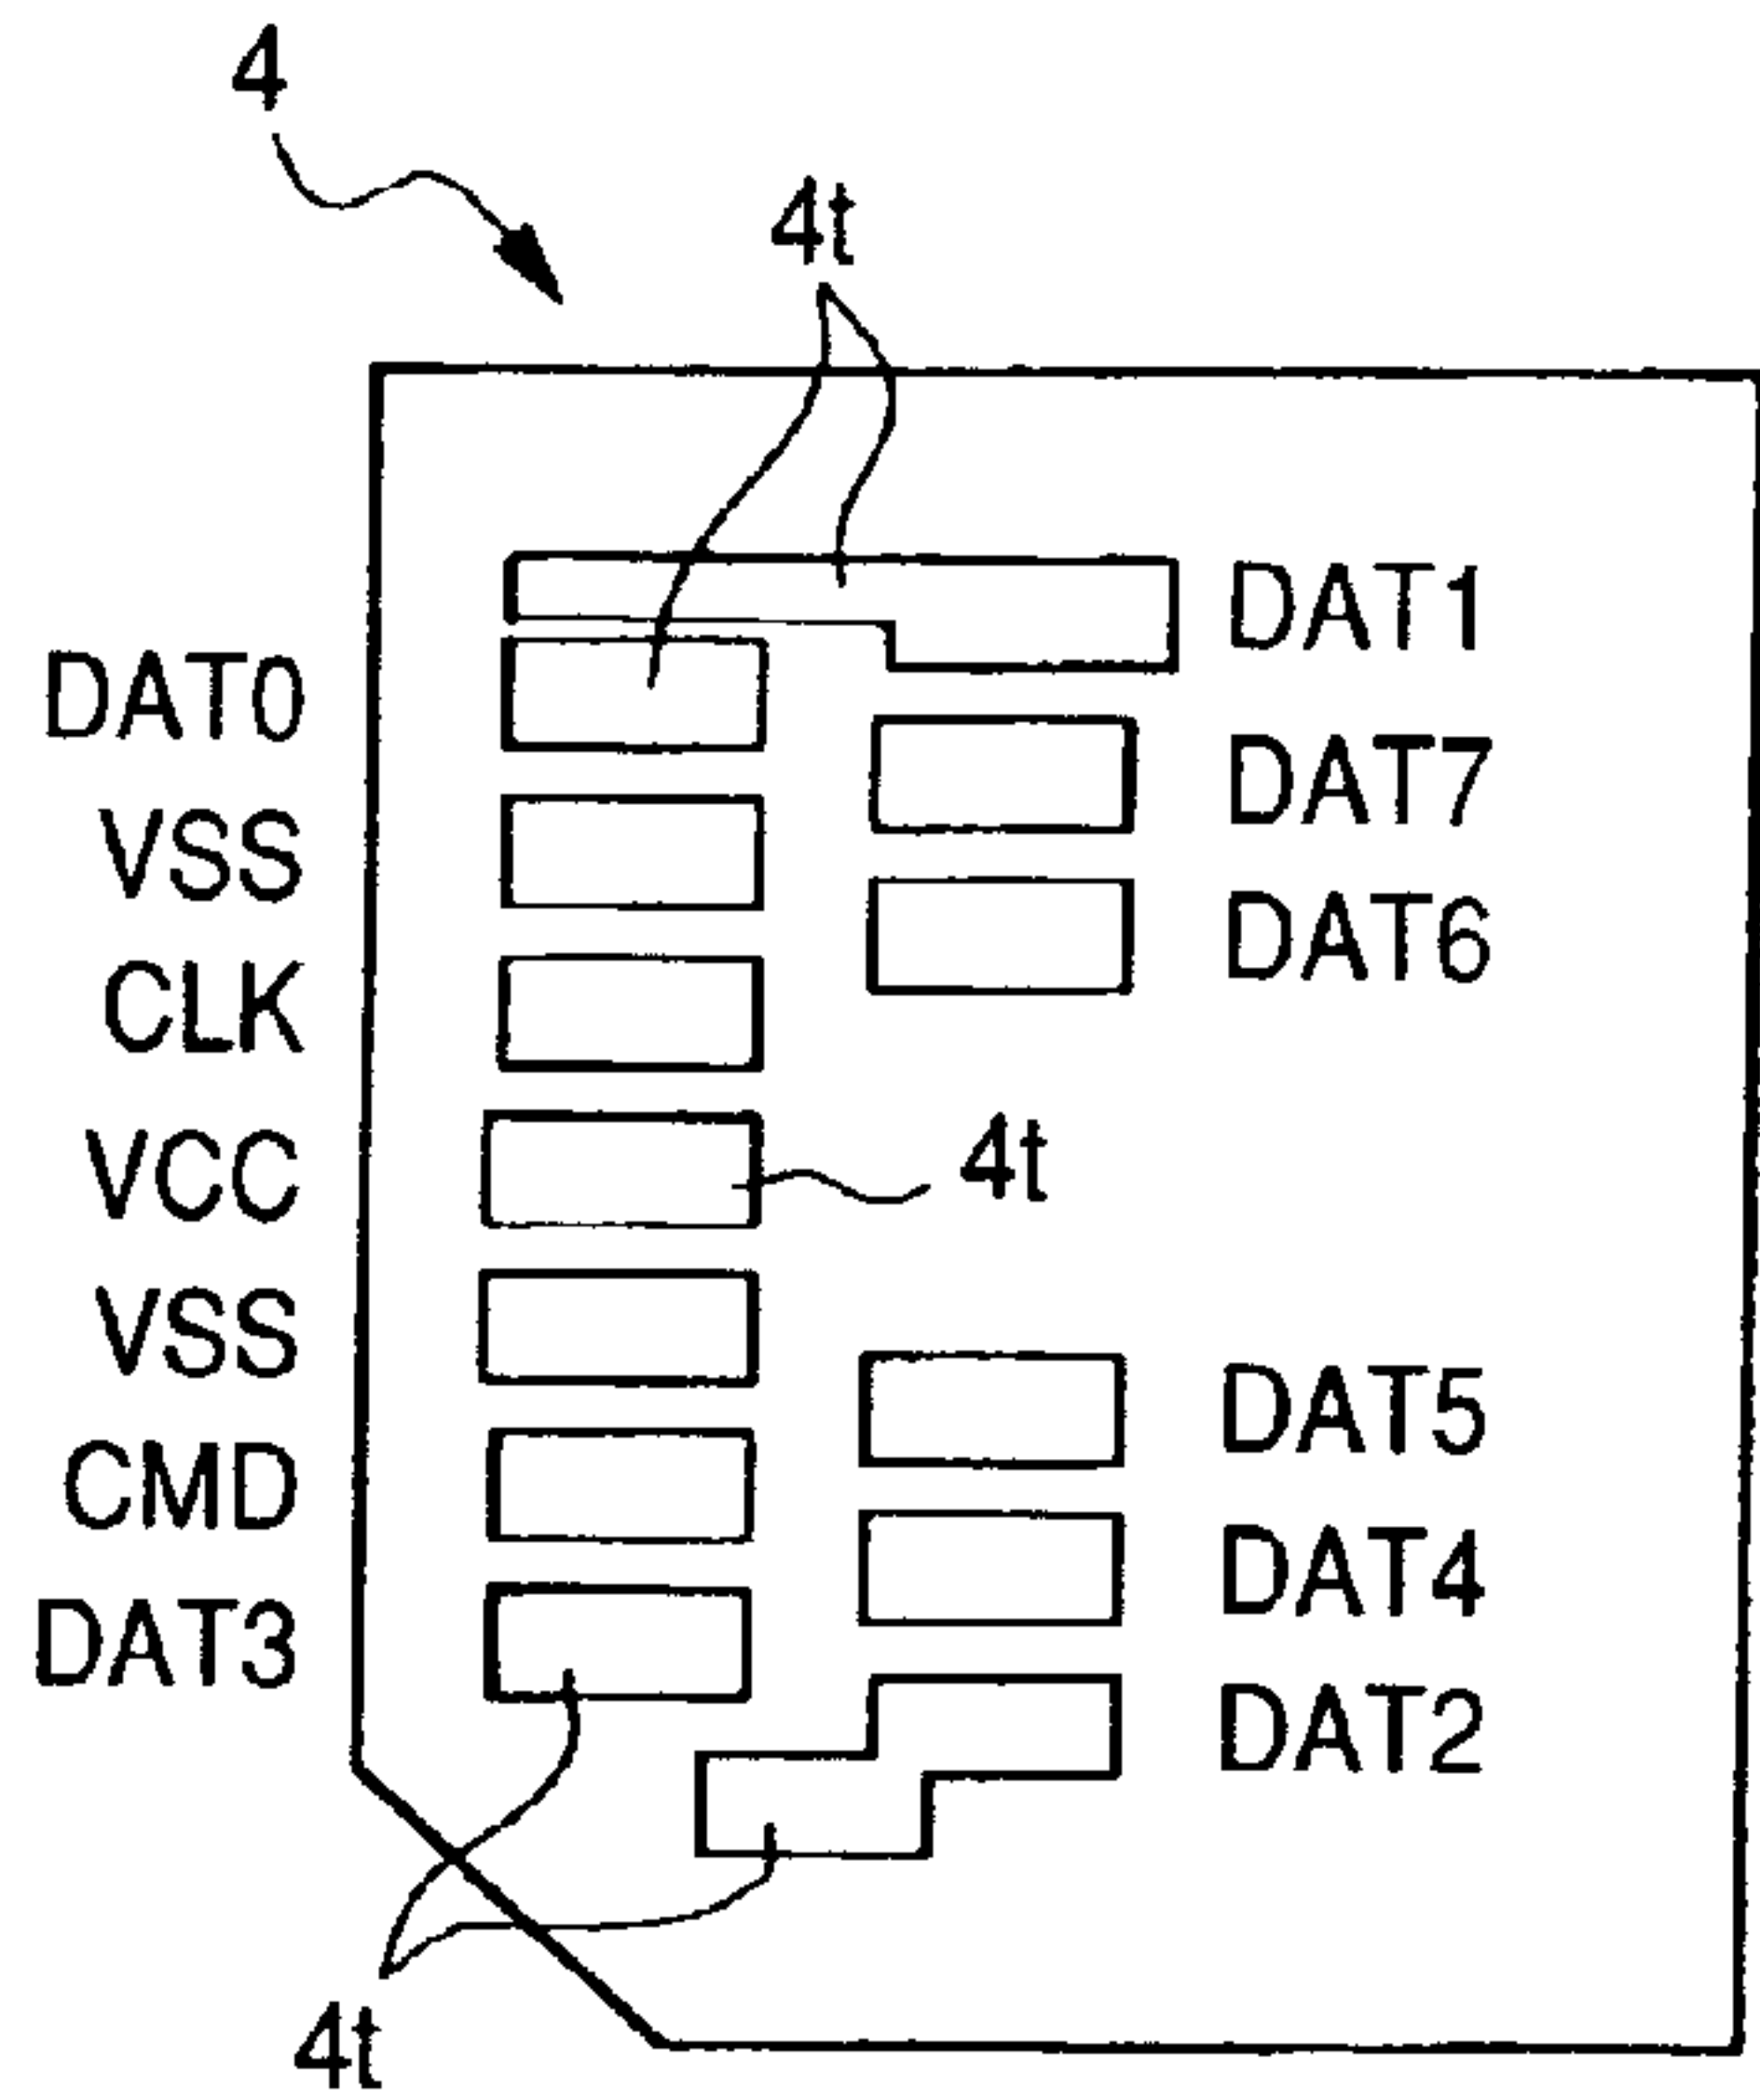 4
4t
DAT1
DAT0
DAT7
VSS
DAT6
CLK
VCC
4t
VSS
DAT5
CMD
DAT4
DAT3
DAT2
4t